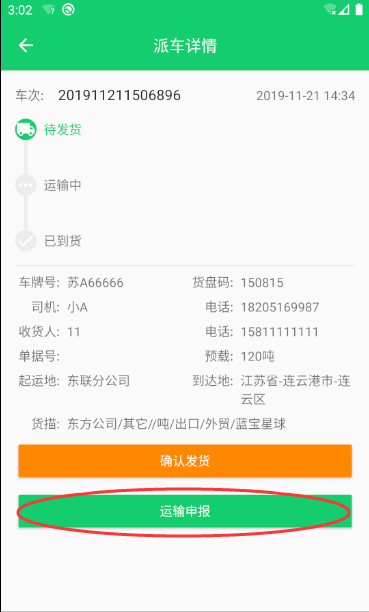 3:02
派车详情
车次: 201911211506896 2019-11-21 14:34
待发货
运输中
已到货
车牌号: 苏A66666 货盘码: 150815
司机: 小A 电话: 18205169987
收货人: 11 电话: 15811111111
单据号: 预载: 120吨
起运地: 东联分公司 到达地: 江苏省-连云港市-连
云区
货描: 东方公司/其它//吨/出口/外贸/蓝宝星球
确认发货
运输申报